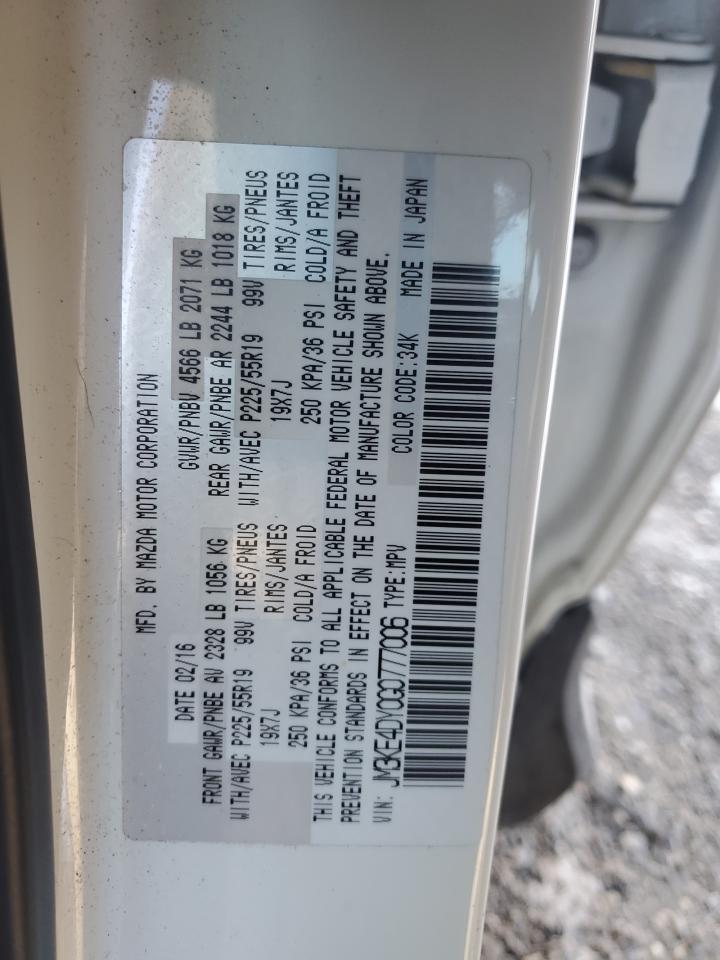 MFD. BY MAZDA MOTOR CORPORATION
DATE 02/16 GVWR/PNBV 4566 LB 2071 KG
FRONT GAWR/PNBE AV 2328 LB 1056 KG REAR GAWR/PNBE AR 2244 LB 1018 KG
WITH/AVEC P225/55R19 99V TIRES/PNEUS WITH/AVEC P225/55R19 99V TIRES/PNEUS
19X7J RIMS/JANTES 19X7J RIMS/JANTES
250 KPA/36 PSI COLD/A FROID 250 KPA/36 PSI COLD/A FROID
THIS VEHICLE CONFORMS TO ALL APPLICABLE FEDERAL MOTOR VEHICLE SAFETY AND THEFT
PREVENTION STANDARDS IN EFFECT ON THE DATE OF MANUFACTURE SHOWN ABOVE.
VIN: JM3KE4DY0G0777006 TYPE:MPV COLOR CODE:34K MADE IN JAPAN